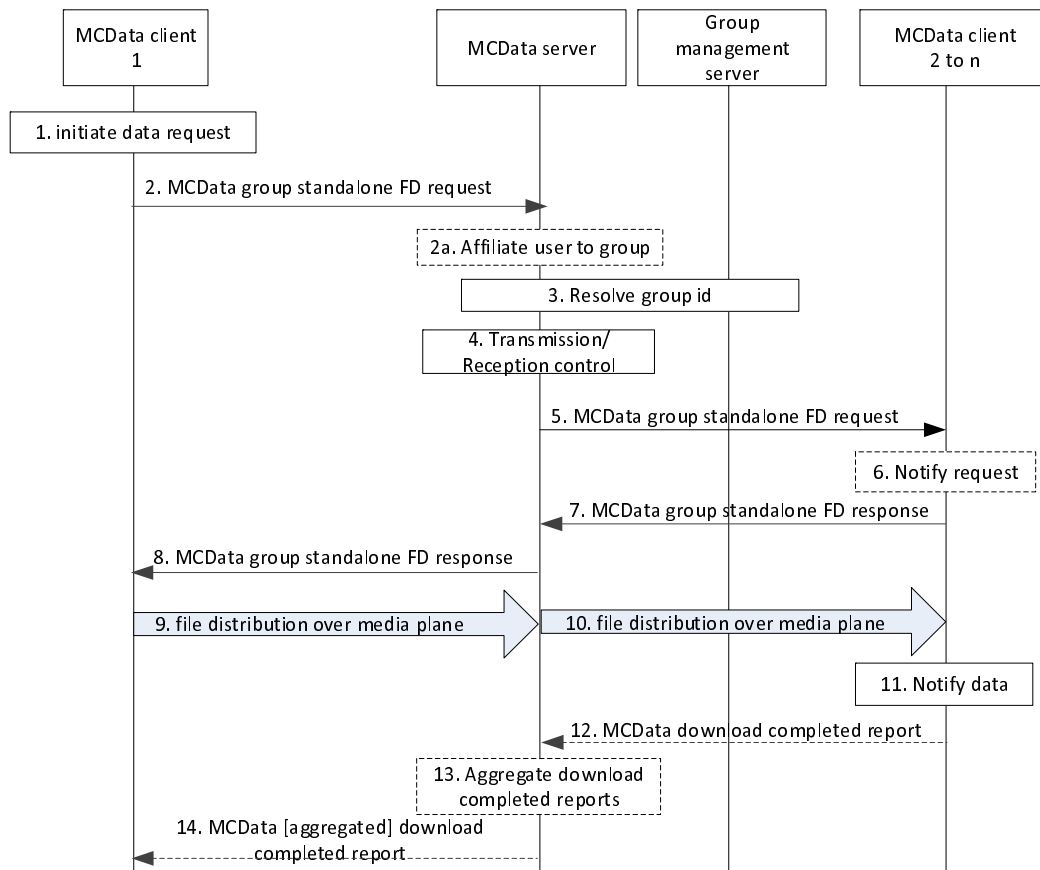 MCData client
1
MCData server
Group
management
server
MCData client
2 to n
1. initiate data request
2. MCData group standalone FD request
2a. Affiliate user to group
3. Resolve group id
4. Transmission/
Reception control
5. MCData group standalone FD request
6. Notify request
7. MCData group standalone FD response
8. MCData group standalone FD response
9. file distribution over media plane
10. file distribution over media plane
11. Notify data
12. MCData download completed report
13. Aggregate download
completed reports
14. MCData [aggregated] download
completed report